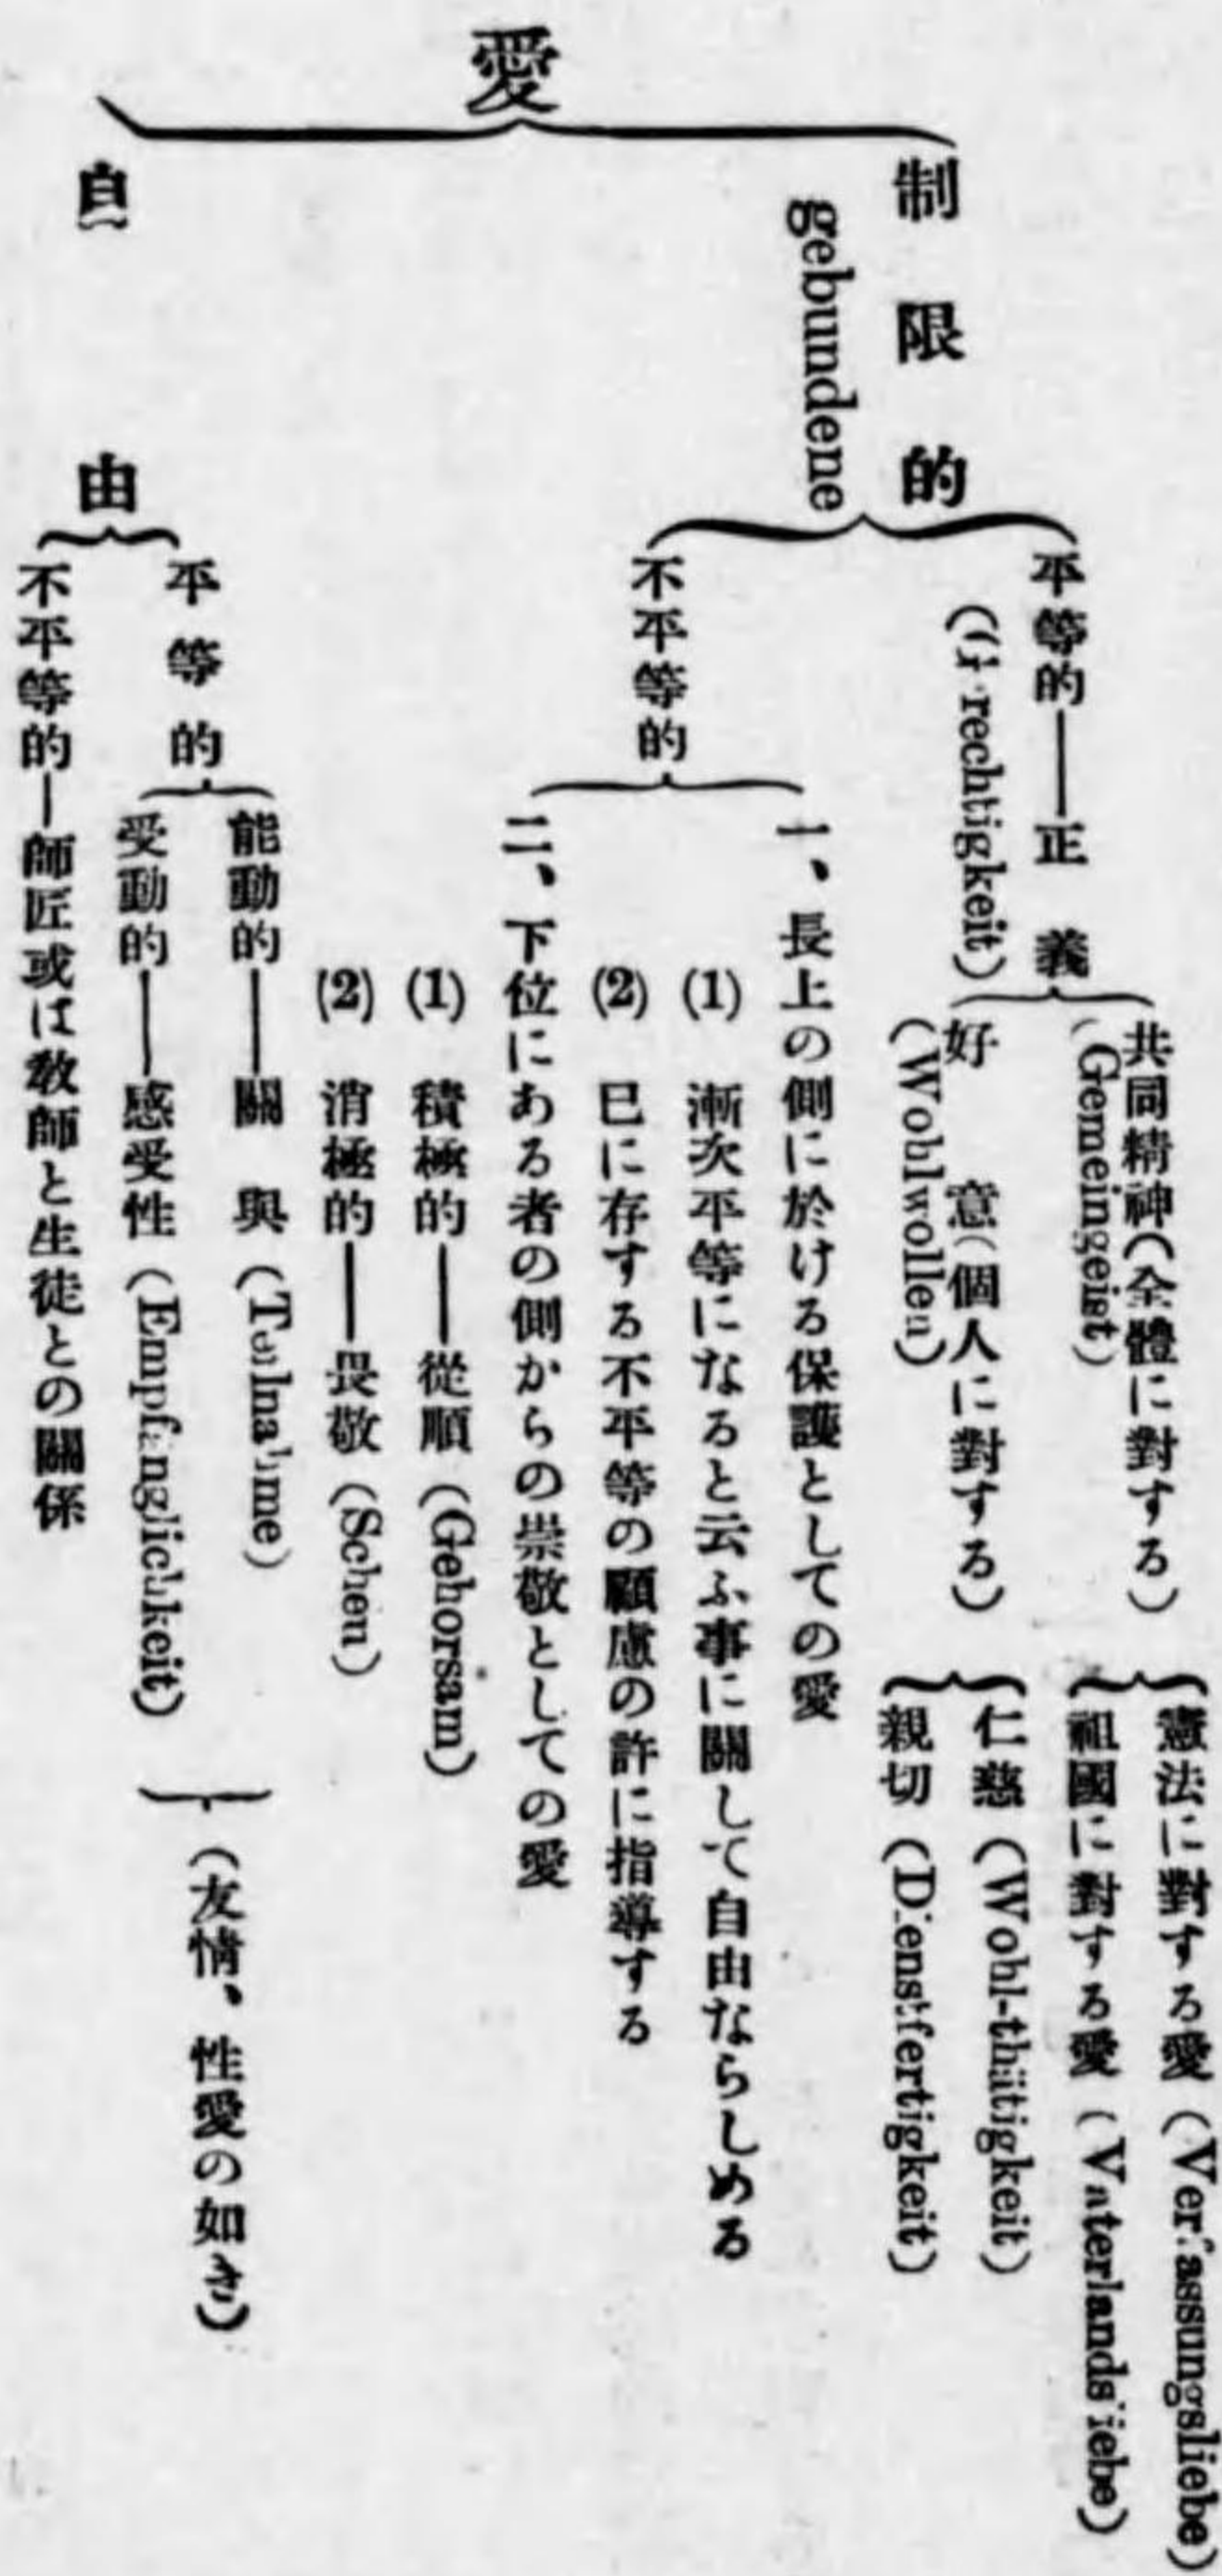 愛
制限的
gebundene
平等的――正義
(Gerechtigkeit)
共同精神(全體に對する)
(Gemeingeist)
憲法に對する愛(Verfassungsliebe)
祖國に對する愛(Vaterlandsliebe)
好意(個人に對する)
(Wohlwollen)
仁慈(Wohl-thätigkeit)
親切(Dienstfertigkeit)
不平等的
一、長上の側に於ける保護としての愛
(1) 漸次平等になると云ふ事に關して自由ならしめる
(2) 已に存する不平等の顧慮の許に指導する
二、下位にある者の側からの崇敬としての愛
(1) 積極的――從順(Gehorsam)
(2) 消極的――畏敬(Schen)
自由
平等的
能動的――關與(Teilnahme)
受動的――感受性(Empfänglichkeit)
(友情、性愛の如き)
不平等的―師匠或は教師と生徒との關係